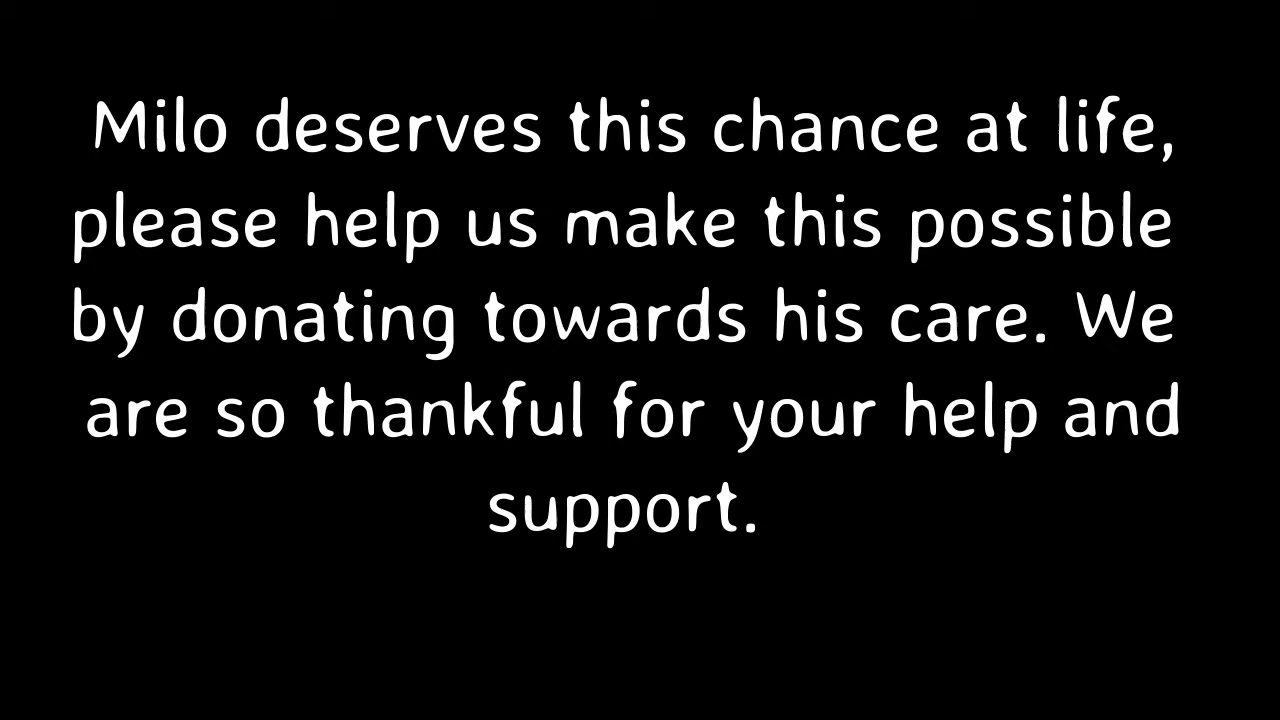 Milo deserves this chance at life,
please help us make this possible
by donating towards his care. We
are so thankful for your help and
support.